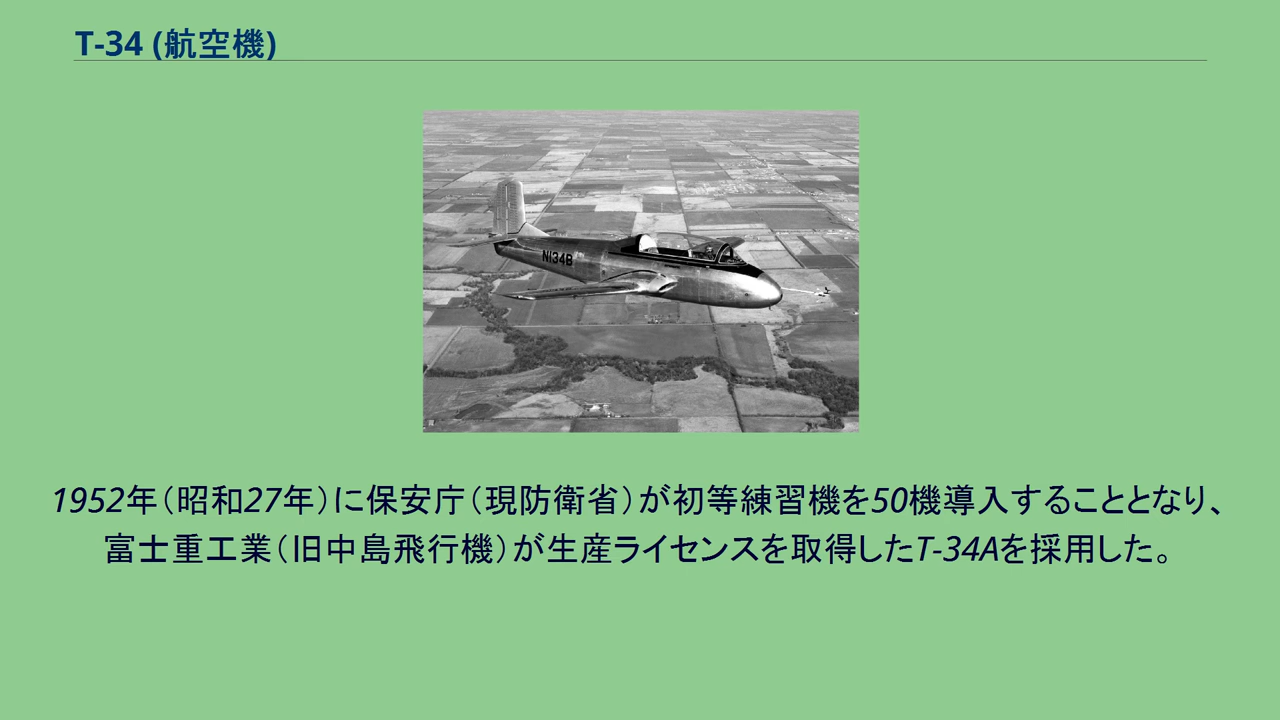 T-34 (航空機)
N134B
1952年（昭和27年）に保安庁（現防衛省）が初等練習機を50機導入することとなり、
富士重工業（旧中島飛行機）が生産ライセンスを取得したT-34Aを採用した。